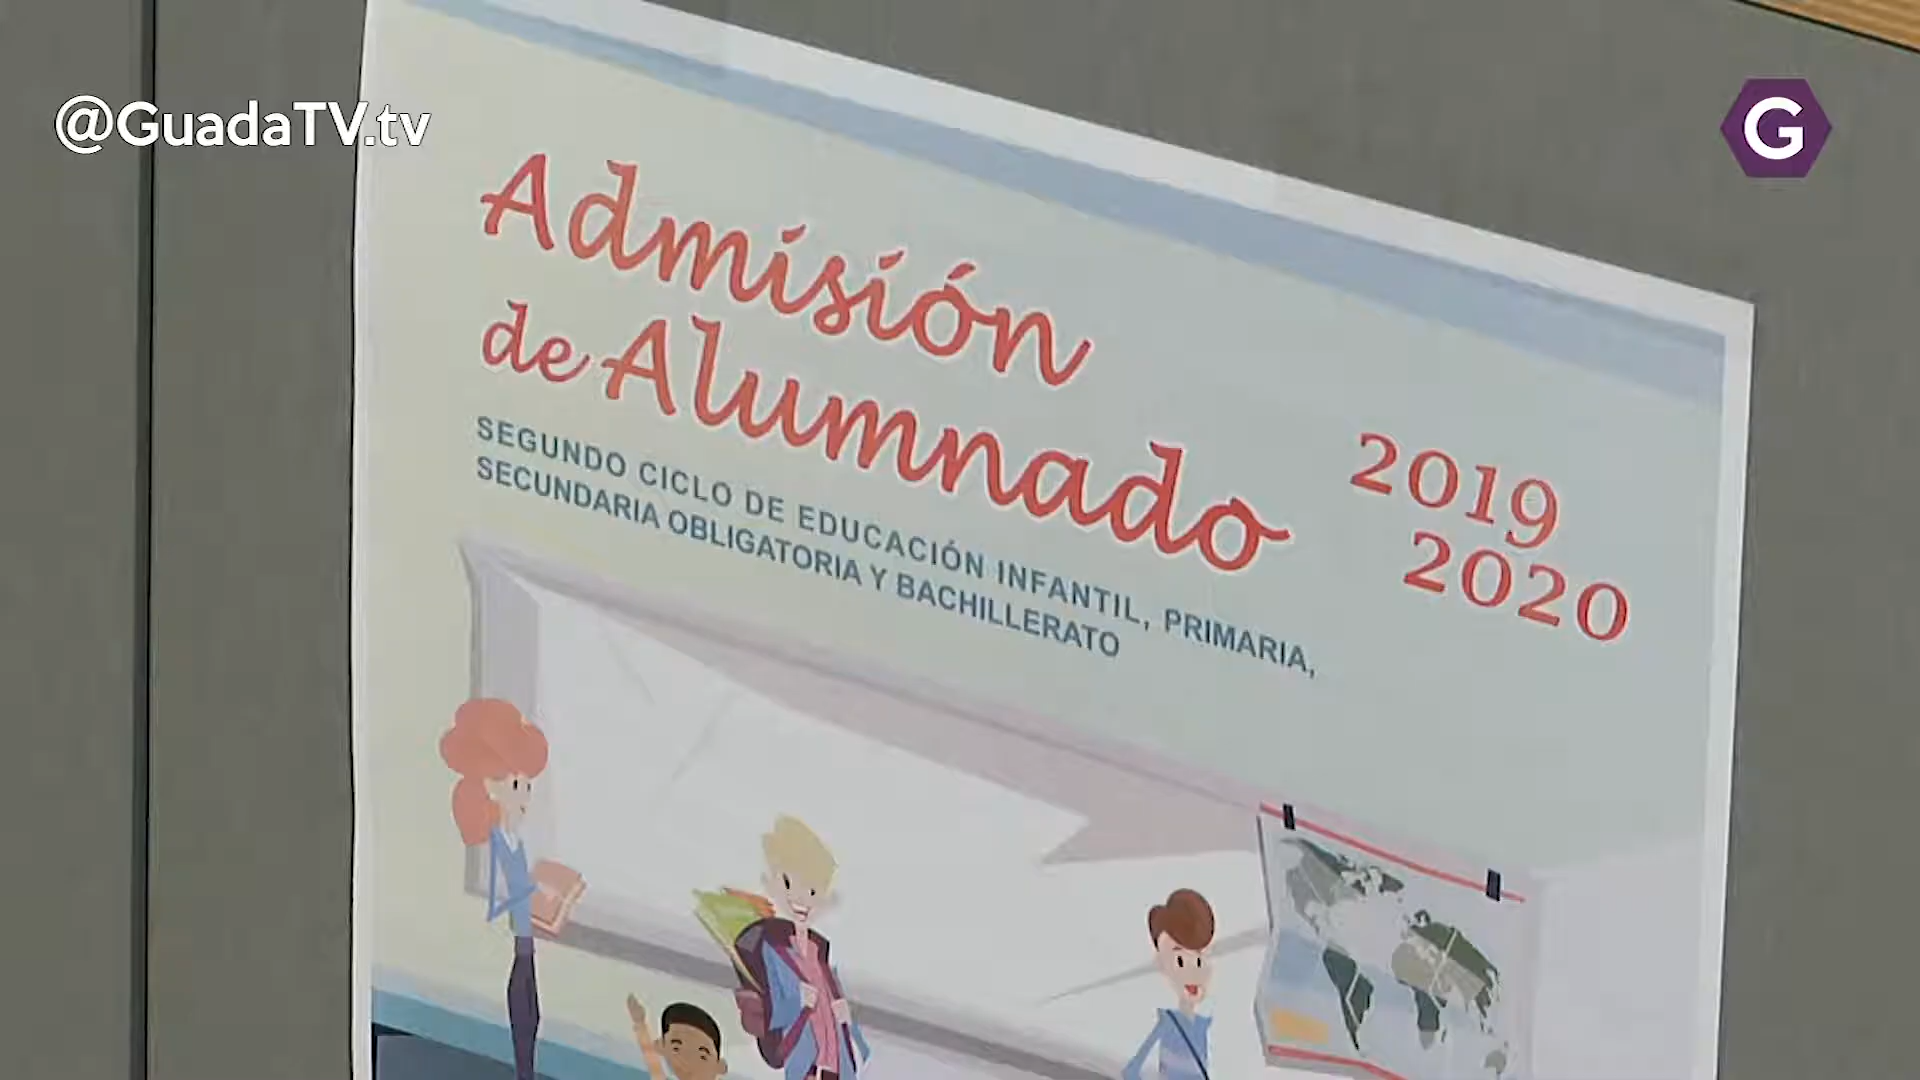 @GuadaTV.tv
G
Admisión
de Alumnado
2019
2020
SEGUNDO CICLO DE EDUCACIÓN INFANTIL, PRIMARIA,
SECUNDARIA OBLIGATORIA Y BACHILLERATO